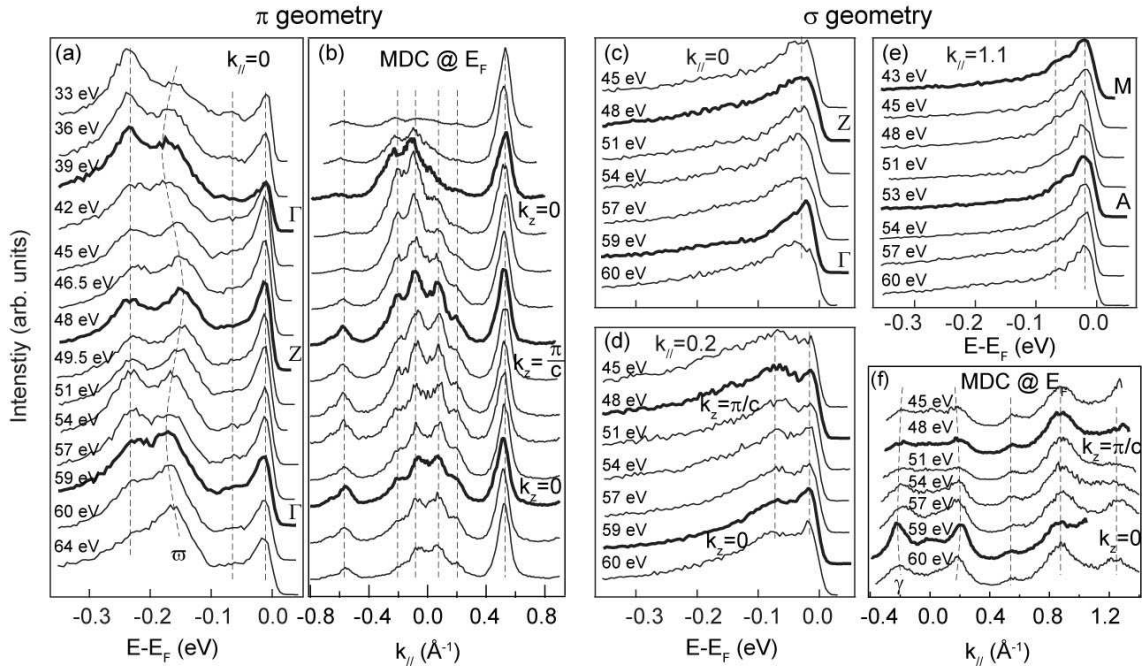 π geometry
σ geometry
Intenstiy (arb. units)
(a)
k//=0
33 eV
36 eV
39 eV
42 eV
45 eV
46.5 eV
48 eV
49.5 eV
51 eV
54 eV
57 eV
59 eV
60 eV
64 eV
Γ
Z
Γ
ϖ
-0.3 -0.2 -0.1 0.0
E-EF (eV)
(b)
MDC @ EF
kz=0
kz=π/c
kz=0
-0.8 -0.4 0.0 0.4 0.8
k// (Å-1)
(c)
k//=0
45 eV
48 eV
51 eV
54 eV
57 eV
59 eV
60 eV
Z
Γ
(d)
k//=0.2
45 eV
48 eV
kz=π/c
51 eV
54 eV
57 eV
59 eV
kz=0
60 eV
-0.3 -0.2 -0.1 0.0
E-EF (eV)
(e)
k//=1.1
43 eV
45 eV
48 eV
51 eV
53 eV
54 eV
57 eV
60 eV
M
A
-0.3 -0.2 -0.1 0.0
E-EF (eV)
(f)
MDC @ EF
45 eV
48 eV
kz=π/c
51 eV
54 eV
57 eV
59 eV
kz=0
60 eV
γ
-0.4 0.0 0.4 0.8 1.2
k// (Å-1)